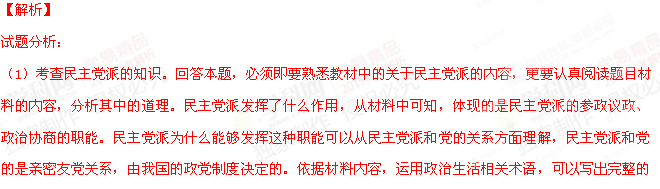 【解析】
试题分析：
（1）考查民主党派的知识。回答本题，必须即要熟悉教材中的关于民主党派的内容，更要认真阅读题目材
料的内容，分析其中的道理。民主党派发挥了什么作用，从材料中可知，体现的是民主党派的参政议政、
政治协商的职能。民主党派为什么能够发挥这种职能可以从民主党派和党的关系方面理解，民主党派和党
的是亲密友党关系，由我国的政党制度决定的。依据材料内容，运用政治生活相关术语，可以写出完整的